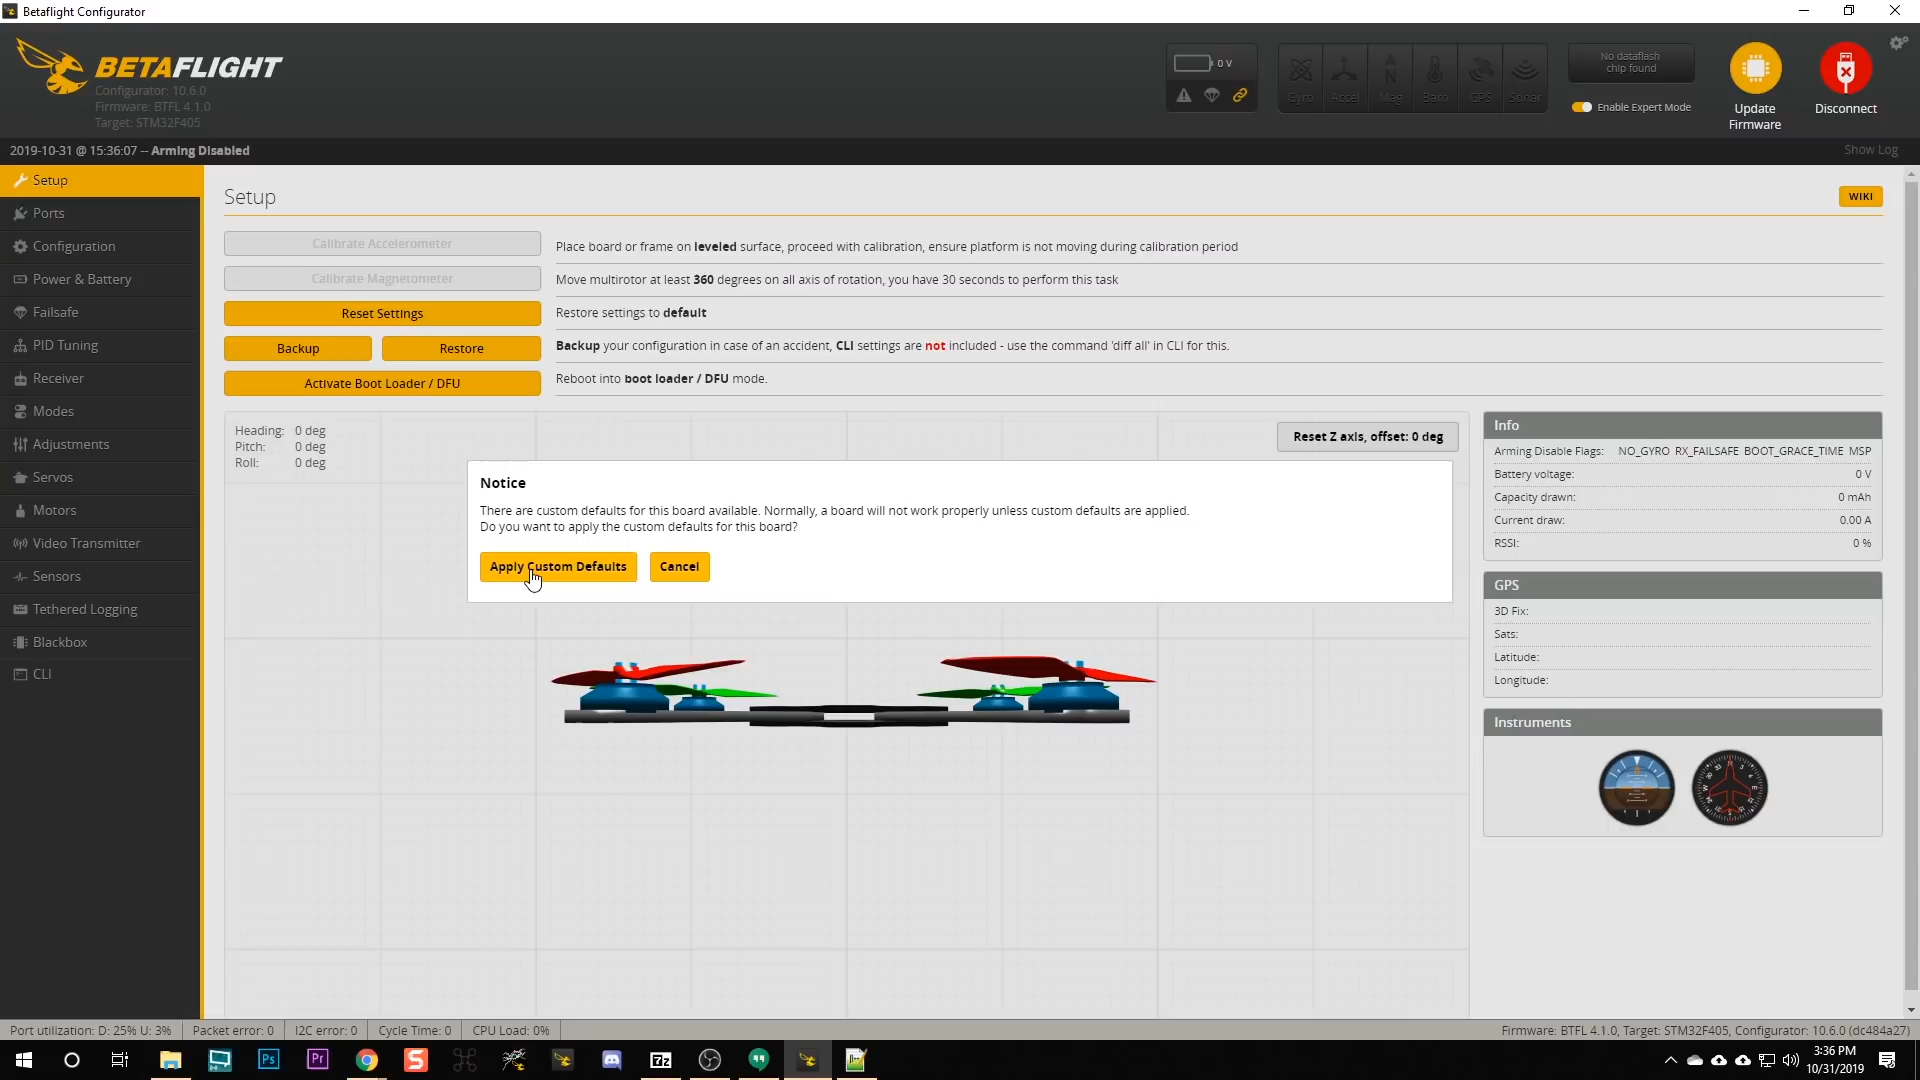 Betaflight Configurator
BETAFLIGHT
Configurator: 10.6.0
Firmware: BTFL 4.1.0
Target: STM32F405
0 V
Gyro
Accel
Mag
Baro
GPS
Sonar
No dataflash
chip found
Enable Expert Mode
Update
Firmware
Disconnect
2019-10-31 @ 15:36:07 -- Arming Disabled
Show Log
Setup
Ports
Configuration
Power & Battery
Failsafe
PID Tuning
Receiver
Modes
Adjustments
Servos
Motors
Video Transmitter
Sensors
Tethered Logging
Blackbox
CLI
Setup
WIKI
Calibrate Accelerometer
Place board or frame on leveled surface, proceed with calibration, ensure platform is not moving during calibration period
Calibrate Magnetometer
Move multirotor at least 360 degrees on all axis of rotation, you have 30 seconds to perform this task
Reset Settings
Restore settings to default
Backup
Restore
Backup your configuration in case of an accident, CLI settings are not included - use the command 'diff all' in CLI for this.
Activate Boot Loader / DFU
Reboot into boot loader / DFU mode.
Heading: 0 deg
Pitch: 0 deg
Roll: 0 deg
Reset Z axis, offset: 0 deg
Notice
There are custom defaults for this board available. Normally, a board will not work properly unless custom defaults are applied.
Do you want to apply the custom defaults for this board?
Apply Custom Defaults
Cancel
Info
Arming Disable Flags: NO_GYRO RX_FAILSAFE BOOT_GRACE_TIME MSP
Battery voltage: 0 V
Capacity drawn: 0 mAh
Current draw: 0.00 A
RSSI: 0 %
GPS
3D Fix:
Sats:
Latitude:
Longitude:
Instruments
Port utilization: D: 25% U: 3%
Packet error: 0
I2C error: 0
Cycle Time: 0
CPU Load: 0%
Firmware: BTFL 4.1.0, Target: STM32F405, Configurator: 10.6.0 (dc484a27)
Ps
Pr
S
7z
3:36 PM
10/31/2019